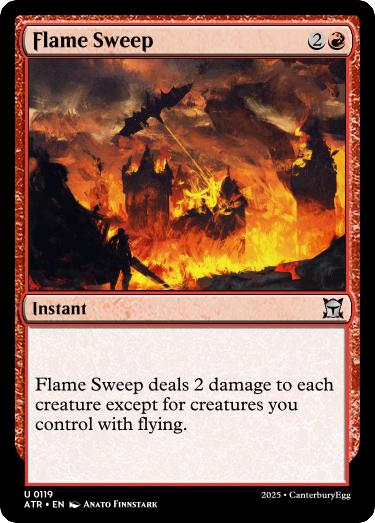 Flame Sweep 2
Instant
Flame Sweep deals 2 damage to each
creature except for creatures you
control with flying.
U 0119
ATR • EN Anato Finnstark
2025 • CanterburyEgg